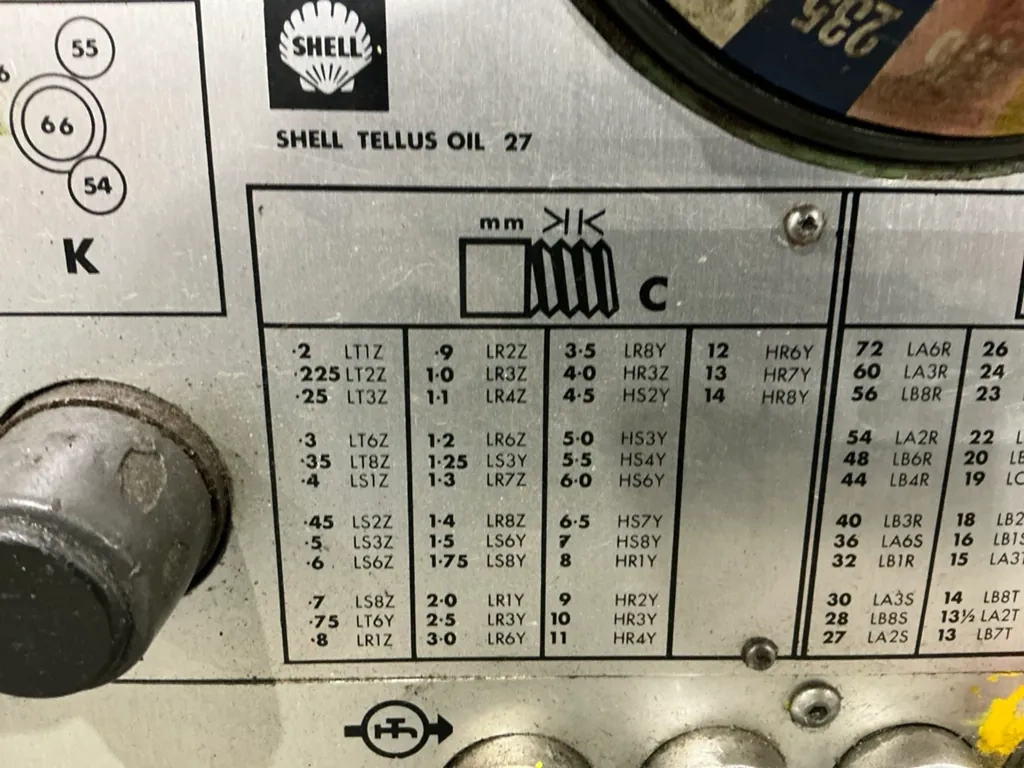 55
6
66
54
K
SHELL
SHELL TELLUS OIL 27
235
mm
C
·2 LT1Z ·9 LR2Z 3·5 LR8Y 12 HR6Y
·225 LT2Z 1·0 LR3Z 4·0 HR3Z 13 HR7Y
·25 LT3Z 1·1 LR4Z 4·5 HS2Y 14 HR8Y
·3 LT6Z 1·2 LR6Z 5·0 HS3Y
·35 LT8Z 1·25 LS3Y 5·5 HS4Y
·4 LS1Z 1·3 LR7Z 6·0 HS6Y
·45 LS2Z 1·4 LR8Z 6·5 HS7Y
·5 LS3Z 1·5 LS6Y 7 HS8Y
·6 LS6Z 1·75 LS8Y 8 HR1Y
·7 LS8Z 2·0 LR1Y 9 HR2Y
·75 LT6Y 2·5 LR3Y 10 HR3Y
·8 LR1Z 3·0 LR6Y 11 HR4Y
72 LA6R 26
60 LA3R 24
56 LB8R 23
54 LA2R 22
48 LB6R 20
44 LB4R 19
40 LB3R 18 LB2
36 LA6S 16 LB1S
32 LB1R 15 LA3T
30 LA3S 14 LB8T
28 LB8S 13½ LA2T
27 LA2S 13 LB7T